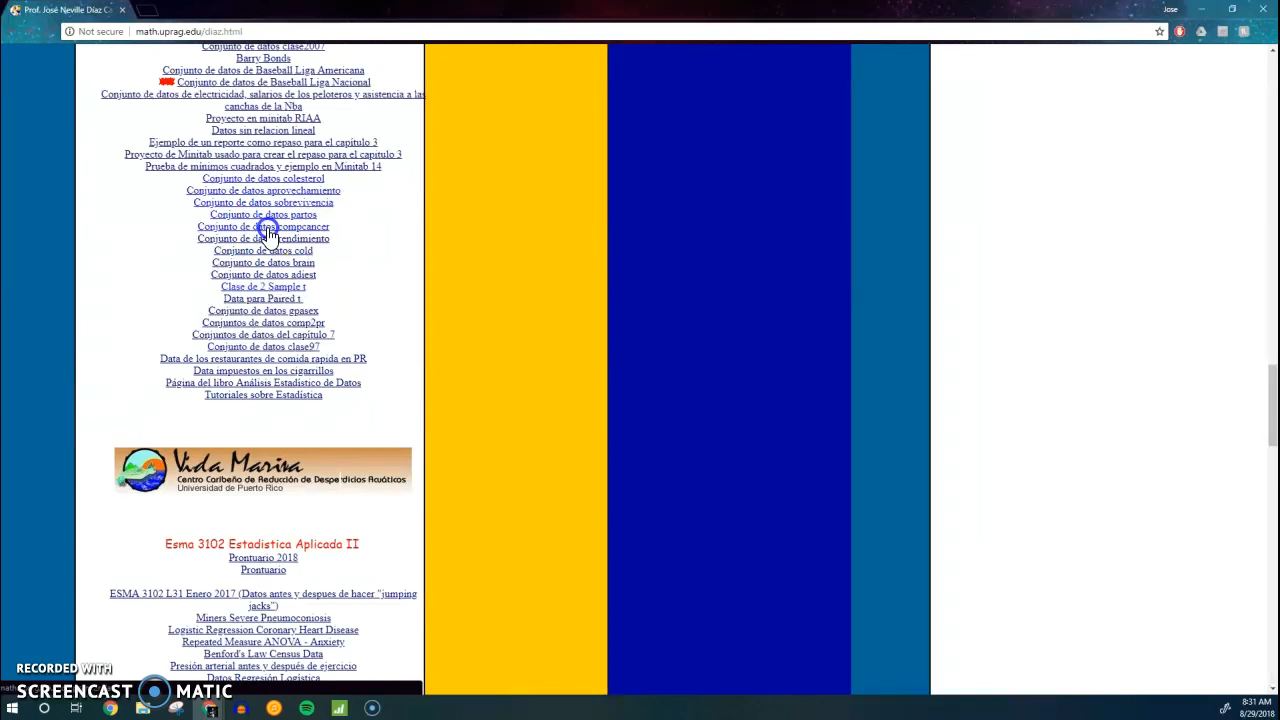 Prof. José Neville Díaz Ca
Jose
Not secure | math.uprag.edu/diaz.html
Conjunto de datos clase2007
Barry Bonds
Conjunto de datos de Baseball Liga Americana
Conjunto de datos de Baseball Liga Nacional
Conjunto de datos de electricidad, salarios de los peloteros y asistencia a las
canchas de la Nba
Proyecto en minitab RIAA
Datos sin relacion lineal
Ejemplo de un reporte como repaso para el capítulo 3
Proyecto de Minitab usado para crear el repaso para el capitulo 3
Prueba de mínimos cuadrados y ejemplo en Minitab 14
Conjunto de datos colesterol
Conjunto de datos aprovechamiento
Conjunto de datos sobrevivencia
Conjunto de datos partos
Conjunto de datos compcancer
Conjunto de datos rendimiento
Conjunto de datos cold
Conjunto de datos brain
Conjunto de datos adiest
Clase de 2 Sample t
Data para Paired t
Conjunto de datos gpasex
Conjuntos de datos comp2pr
Conjuntos de datos del capitulo 7
Conjunto de datos clase97
Data de los restaurantes de comida rapida en PR
Data impuestos en los cigarrillos
Página del libro Análisis Estadístico de Datos
Tutoriales sobre Estadística
Vida Marina
Centro Caribeño de Reducción de Desperdicios Acuáticos
Universidad de Puerto Rico
Esma 3102 Estadistica Aplicada II
Prontuario 2018
Prontuario
ESMA 3102 L31 Enero 2017 (Datos antes y despues de hacer "jumping
jacks")
Miners Severe Pneumoconiosis
Logistic Regression Coronary Heart Disease
Repeated Measure ANOVA - Anxiety
Benford's Law Census Data
Presión arterial antes y después de ejercicio
Datos Regresión Logística
RECORDED WITH
SCREENCAST MATIC
8:31 AM
8/29/2018